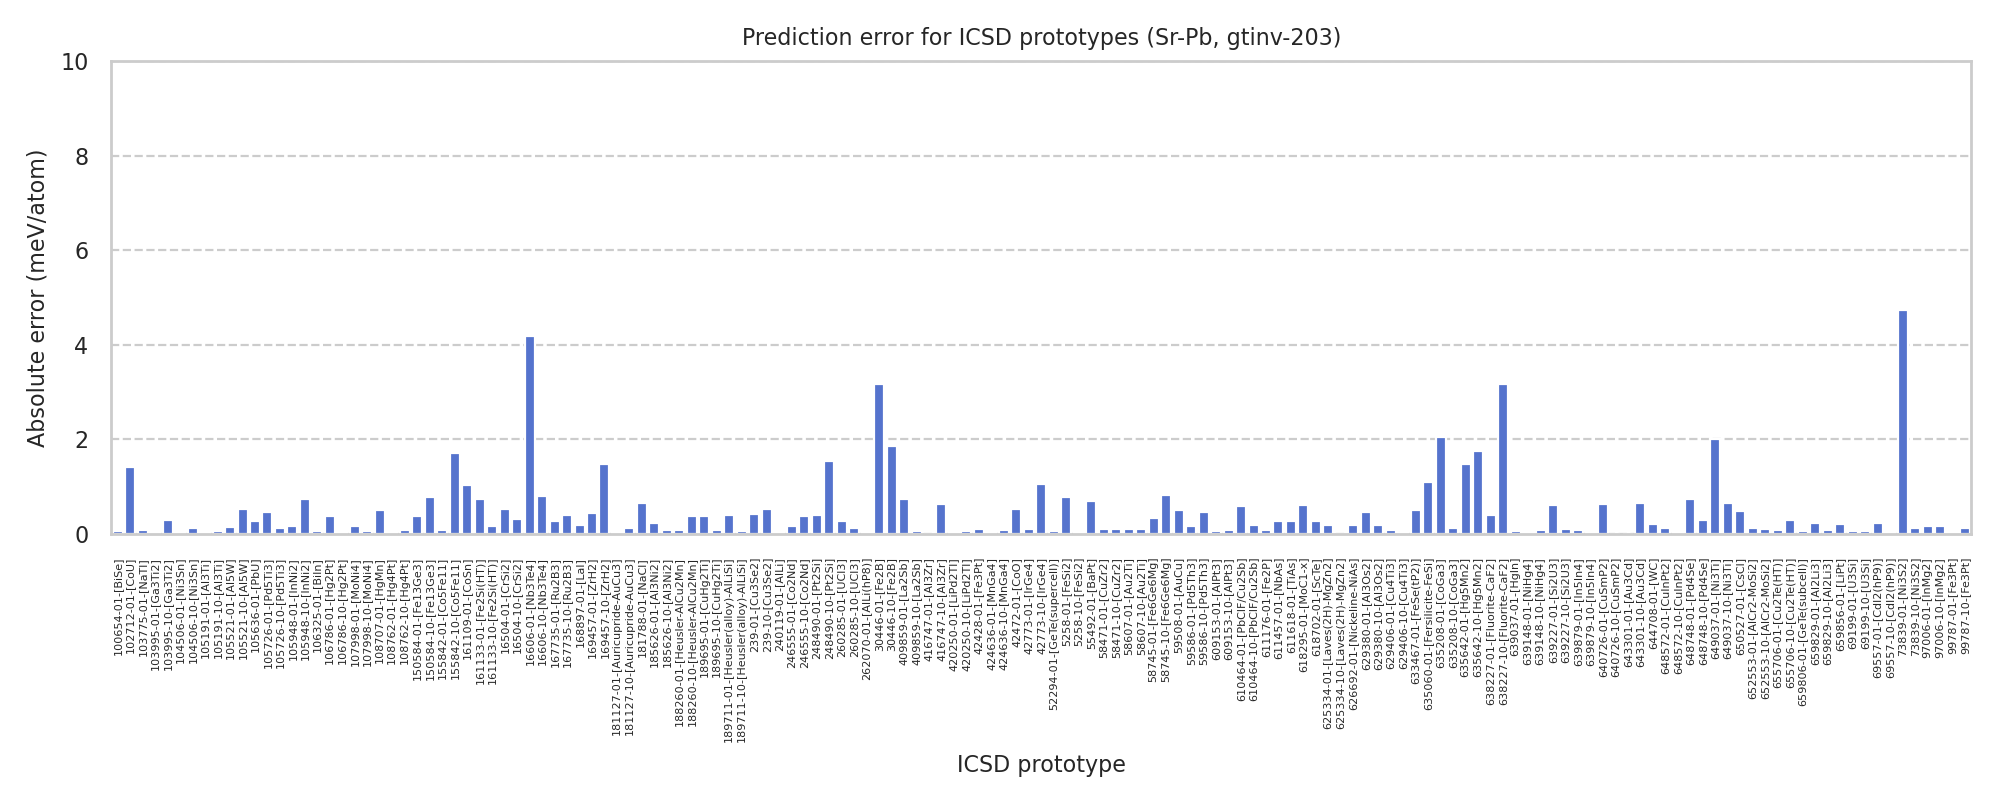 Prediction error for ICSD prototypes (Sr-Pb, gtinv-203)
Absolute error (meV/atom)
10
8
6
4
2
0
100654-01-[BiSe]
102712-01-[CoU]
103775-01-[NaTl]
103995-01-[Ga3Ti2]
103995-10-[Ga3Ti2]
104506-01-[Ni3Sn]
104506-10-[Ni3Sn]
105191-01-[Al3Ti]
105191-10-[Al3Ti]
105521-01-[Al5W]
105521-10-[Al5W]
105636-01-[PbU]
105726-01-[Pd5Ti3]
105726-10-[Pd5Ti3]
105948-01-[InNi2]
105948-10-[InNi2]
106325-01-[BiIn]
106786-01-[Hg2Pt]
106786-10-[Hg2Pt]
107998-01-[MoNi4]
107998-10-[MoNi4]
108707-01-[HgMn]
108762-01-[Hg4Pt]
108762-10-[Hg4Pt]
150584-01-[Fe13Ge3]
150584-10-[Fe13Ge3]
155842-01-[Co5Fe11]
155842-10-[Co5Fe11]
161109-01-[CoSn]
161133-01-[Fe2Si(HT)]
161133-10-[Fe2Si(HT)]
16504-01-[CrSi2]
16504-10-[CrSi2]
16606-01-[Nb3Te4]
16606-10-[Nb3Te4]
167735-01-[Ru2B3]
167735-10-[Ru2B3]
168897-01-[LaI]
169457-01-[ZrH2]
169457-10-[ZrH2]
181127-01-[Auricupride-AuCu3]
181127-10-[Auricupride-AuCu3]
181788-01-[NaCl]
185626-01-[Al3Ni2]
185626-10-[Al3Ni2]
188260-01-[Heusler-AlCu2Mn]
188260-10-[Heusler-AlCu2Mn]
189695-01-[CuHg2Ti]
189695-10-[CuHg2Ti]
189711-01-[Heusler(alloy)-AlLiSi]
189711-10-[Heusler(alloy)-AlLiSi]
239-01-[Cu3Se2]
239-10-[Cu3Se2]
240119-01-[AlLi]
246555-01-[Co2Nd]
246555-10-[Co2Nd]
248490-01-[Pt2Si]
248490-10-[Pt2Si]
260285-01-[UCl3]
260285-10-[UCl3]
262070-01-[AlLi(hP8)]
30446-01-[Fe2B]
30446-10-[Fe2B]
409859-01-[La2Sb]
409859-10-[La2Sb]
416747-01-[Al3Zr]
416747-10-[Al3Zr]
420250-01-[LiPd2Tl]
420250-10-[LiPd2Tl]
42428-01-[Fe3Pt]
424636-01-[MnGa4]
424636-10-[MnGa4]
42472-01-[CoO]
42773-01-[IrGe4]
42773-10-[IrGe4]
52294-01-[GeTe(supercell)]
5258-01-[FeSi2]
5258-10-[FeSi2]
55492-01-[BaPt]
58471-01-[CuZr2]
58471-10-[CuZr2]
58607-01-[Au2Ti]
58607-10-[Au2Ti]
58745-01-[Fe6Ge6Mg]
58745-10-[Fe6Ge6Mg]
59508-01-[AuCu]
59586-01-[Pd5Th3]
59586-10-[Pd5Th3]
609153-01-[AlPt3]
609153-10-[AlPt3]
610464-01-[PbClF/Cu2Sb]
610464-10-[PbClF/Cu2Sb]
611176-01-[Fe2P]
611457-01-[NbAs]
611618-01-[TiAs]
618295-01-[MoC1-x]
618702-01-[ScTe]
625334-01-[Laves(2H)-MgZn2]
625334-10-[Laves(2H)-MgZn2]
626692-01-[Nickeline-NiAs]
629380-01-[Al3Os2]
629380-10-[Al3Os2]
629406-01-[Cu4Ti3]
629406-10-[Cu4Ti3]
633467-01-[FeSe(tP2)]
635060-01-[Fersilicite-FeSi]
635208-01-[CoGa3]
635208-10-[CoGa3]
635642-01-[Hg5Mn2]
635642-10-[Hg5Mn2]
638227-01-[Fluorite-CaF2]
638227-10-[Fluorite-CaF2]
639037-01-[HgIn]
639148-01-[NiHg4]
639148-10-[NiHg4]
639227-01-[Si2U3]
639227-10-[Si2U3]
639879-01-[In5In4]
639879-10-[In5In4]
640726-01-[CuSmP2]
640726-10-[CuSmP2]
643301-01-[Au3Cd]
643301-10-[Au3Cd]
644708-01-[WC]
648572-01-[CuInPt2]
648572-10-[CuInPt2]
648748-01-[Pd4Se]
648748-10-[Pd4Se]
649037-01-[Ni3Ti]
649037-10-[Ni3Ti]
650527-01-[CsCl]
652553-01-[AlCr2-MoSi2]
652553-10-[AlCr2-MoSi2]
655706-01-[Cu2Te(HT)]
655706-10-[Cu2Te(HT)]
659806-01-[GeTe(subcell)]
659829-01-[Al2Li3]
659829-10-[Al2Li3]
659856-01-[LiPt]
69199-01-[U3Si]
69199-10-[U3Si]
69557-01-[CdI2(hP9)]
69557-10-[CdI2(hP9)]
73839-01-[Ni3S2]
73839-10-[Ni3S2]
97006-01-[InMg2]
97006-10-[InMg2]
99787-01-[Fe3Pt]
99787-10-[Fe3Pt]
ICSD prototype